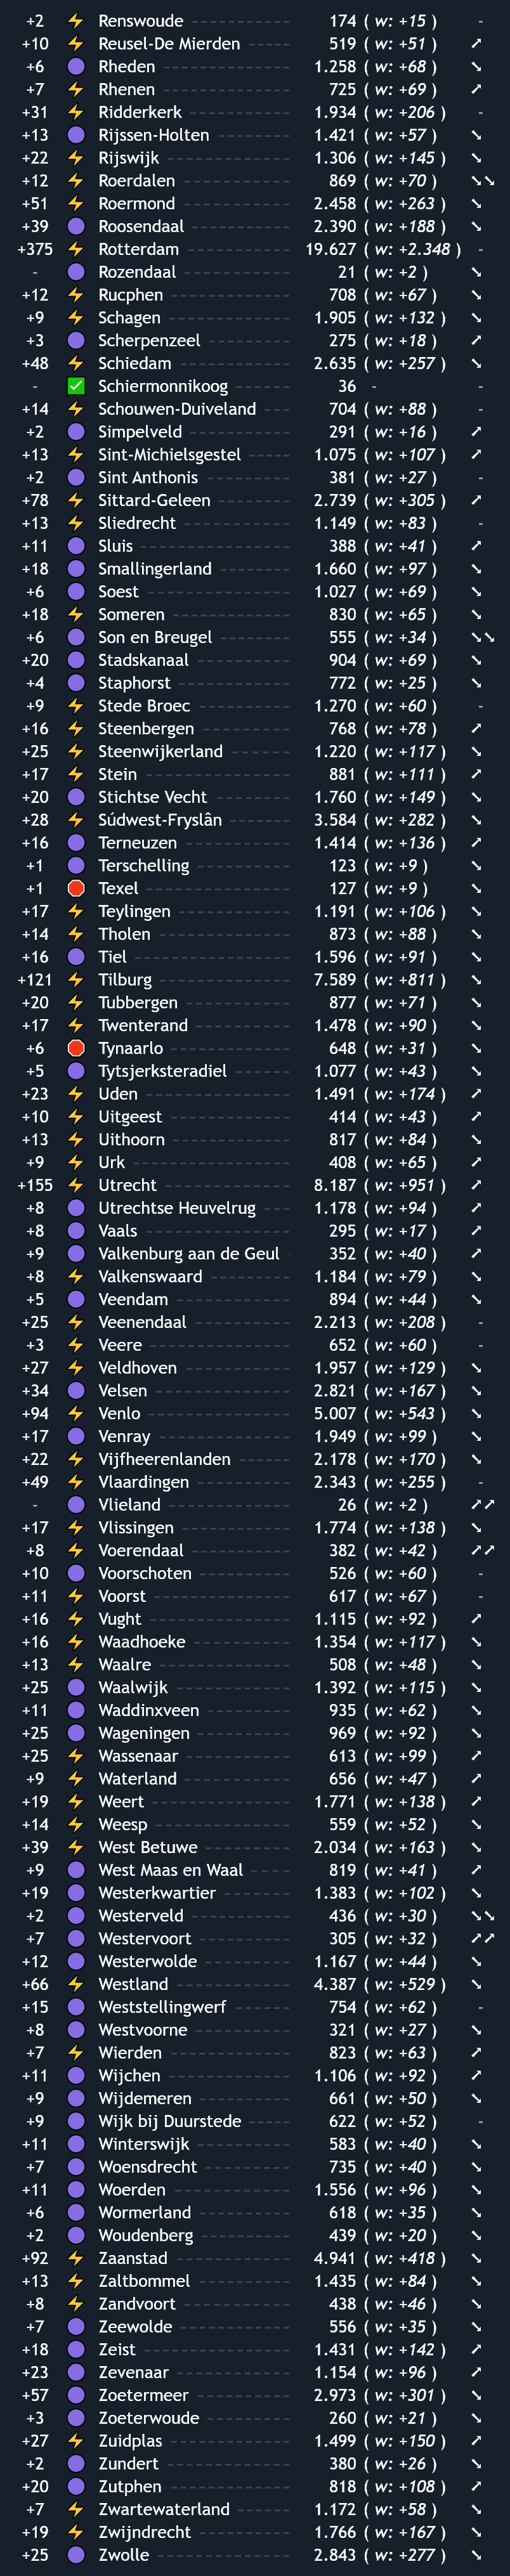 +2 ⚡ Renswoude 174 ( w: +15 ) -
+10 ⚡ Reusel-De Mierden 519 ( w: +51 ) ↗
+6 🟣 Rheden 1.258 ( w: +68 ) ↘
+7 ⚡ Rhenen 725 ( w: +69 ) ↗
+31 ⚡ Ridderkerk 1.934 ( w: +206 ) -
+13 🟣 Rijssen-Holten 1.421 ( w: +57 ) ↘
+22 ⚡ Rijswijk 1.306 ( w: +145 ) ↘
+12 ⚡ Roerdalen 869 ( w: +70 ) ↘↘
+51 ⚡ Roermond 2.458 ( w: +263 ) ↘
+39 🟣 Roosendaal 2.390 ( w: +188 ) ↘
+375 ⚡ Rotterdam 19.627 ( w: +2.348 ) -
- 🟣 Rozendaal 21 ( w: +2 ) ↘
+12 ⚡ Rucphen 708 ( w: +67 ) ↘
+9 ⚡ Schagen 1.905 ( w: +132 ) ↘
+3 🟣 Scherpenzeel 275 ( w: +18 ) ↗
+48 ⚡ Schiedam 2.635 ( w: +257 ) ↘
- ✅ Schiermonnikoog 36 - -
+14 ⚡ Schouwen-Duiveland 704 ( w: +88 ) -
+2 🟣 Simpelveld 291 ( w: +16 ) ↗
+13 ⚡ Sint-Michielsgestel 1.075 ( w: +107 ) ↗
+2 🟣 Sint Anthonis 381 ( w: +27 ) -
+78 ⚡ Sittard-Geleen 2.739 ( w: +305 ) ↗
+13 ⚡ Sliedrecht 1.149 ( w: +83 ) -
+11 🟣 Sluis 388 ( w: +41 ) ↗
+18 🟣 Smallingerland 1.660 ( w: +97 ) ↘
+6 🟣 Soest 1.027 ( w: +69 ) ↘
+18 ⚡ Someren 830 ( w: +65 ) ↘
+6 🟣 Son en Breugel 555 ( w: +34 ) ↘↘
+20 🟣 Stadskanaal 904 ( w: +69 ) ↘
+4 🟣 Staphorst 772 ( w: +25 ) ↘
+9 ⚡ Stede Broec 1.270 ( w: +60 ) -
+16 ⚡ Steenbergen 768 ( w: +78 ) ↗
+25 ⚡ Steenwijkerland 1.220 ( w: +117 ) ↘
+17 ⚡ Stein 881 ( w: +111 ) ↗
+20 🟣 Stichtse Vecht 1.760 ( w: +149 ) ↘
+28 ⚡ Súdwest-Fryslân 3.584 ( w: +282 ) ↘
+16 🟣 Terneuzen 1.414 ( w: +136 ) ↗
+1 🟣 Terschelling 123 ( w: +9 ) ↘
+1 🛑 Texel 127 ( w: +9 ) ↘
+17 ⚡ Teylingen 1.191 ( w: +106 ) ↘
+14 ⚡ Tholen 873 ( w: +88 ) ↘
+16 🟣 Tiel 1.596 ( w: +91 ) ↘
+121 ⚡ Tilburg 7.589 ( w: +811 ) ↘
+20 ⚡ Tubbergen 877 ( w: +71 ) ↘
+17 ⚡ Twenterand 1.478 ( w: +90 ) ↘
+6 🛑 Tynaarlo 648 ( w: +31 ) ↘
+5 🟣 Tytsjerksteradiel 1.077 ( w: +43 ) ↘
+23 ⚡ Uden 1.491 ( w: +174 ) ↗
+10 ⚡ Uitgeest 414 ( w: +43 ) ↗
+13 ⚡ Uithoorn 817 ( w: +84 ) ↘
+9 ⚡ Urk 408 ( w: +65 ) ↗
+155 ⚡ Utrecht 8.187 ( w: +951 ) ↗
+8 🟣 Utrechtse Heuvelrug 1.178 ( w: +94 ) ↗
+8 🟣 Vaals 295 ( w: +17 ) ↗
+9 🟣 Valkenburg aan de Geul 352 ( w: +40 ) ↗
+8 ⚡ Valkenswaard 1.184 ( w: +79 ) ↘
+5 🟣 Veendam 894 ( w: +44 ) ↘
+25 ⚡ Veenendaal 2.213 ( w: +208 ) -
+3 ⚡ Veere 652 ( w: +60 ) -
+27 ⚡ Veldhoven 1.957 ( w: +129 ) ↘
+34 🟣 Velsen 2.821 ( w: +167 ) ↘
+94 ⚡ Venlo 5.007 ( w: +543 ) ↘
+17 🟣 Venray 1.949 ( w: +99 ) ↘
+22 ⚡ Vijfheerenlanden 2.178 ( w: +170 ) ↘
+49 ⚡ Vlaardingen 2.343 ( w: +255 ) -
- 🟣 Vlieland 26 ( w: +2 ) ↗↗
+17 ⚡ Vlissingen 1.774 ( w: +138 ) ↘
+8 ⚡ Voerendaal 382 ( w: +42 ) ↗↗
+10 🟣 Voorschoten 526 ( w: +60 ) -
+11 ⚡ Voorst 617 ( w: +67 ) -
+16 ⚡ Vught 1.115 ( w: +92 ) ↗
+16 ⚡ Waadhoeke 1.354 ( w: +117 ) ↘
+13 ⚡ Waalre 508 ( w: +48 ) ↘
+25 🟣 Waalwijk 1.392 ( w: +115 ) ↘
+11 🟣 Waddinxveen 935 ( w: +62 ) ↘
+25 🟣 Wageningen 969 ( w: +92 ) ↘
+25 ⚡ Wassenaar 613 ( w: +99 ) ↗
+9 ⚡ Waterland 656 ( w: +47 ) ↗
+19 ⚡ Weert 1.771 ( w: +138 ) ↗
+14 ⚡ Weesp 559 ( w: +52 ) ↘
+39 ⚡ West Betuwe 2.034 ( w: +163 ) ↘
+9 🟣 West Maas en Waal 819 ( w: +41 ) ↗
+19 🟣 Westerkwartier 1.383 ( w: +102 ) ↘
+2 🟣 Westerveld 436 ( w: +30 ) ↘↘
+7 🟣 Westervoort 305 ( w: +32 ) ↗↗
+12 🟣 Westerwolde 1.167 ( w: +44 ) ↘
+66 ⚡ Westland 4.387 ( w: +529 ) ↘
+15 🟣 Weststellingwerf 754 ( w: +62 ) -
+8 🟣 Westvoorne 321 ( w: +27 ) ↘
+7 ⚡ Wierden 823 ( w: +63 ) ↗
+11 🟣 Wijchen 1.106 ( w: +92 ) ↗
+9 🟣 Wijdemeren 661 ( w: +50 ) ↘
+9 🟣 Wijk bij Duurstede 622 ( w: +52 ) -
+11 🟣 Winterswijk 583 ( w: +40 ) ↘
+7 🟣 Woensdrecht 735 ( w: +40 ) ↘
+11 🟣 Woerden 1.556 ( w: +96 ) ↘
+6 🟣 Wormerland 618 ( w: +35 ) ↘
+2 🟣 Woudenberg 439 ( w: +20 ) ↘
+92 ⚡ Zaanstad 4.941 ( w: +418 ) ↘
+13 ⚡ Zaltbommel 1.435 ( w: +84 ) ↘
+8 ⚡ Zandvoort 438 ( w: +46 ) ↘
+7 🟣 Zeewolde 556 ( w: +35 ) ↘
+18 🟣 Zeist 1.431 ( w: +142 ) ↗
+23 🟣 Zevenaar 1.154 ( w: +96 ) ↗
+57 🟣 Zoetermeer 2.973 ( w: +301 ) ↘
+3 🟣 Zoeterwoude 260 ( w: +21 ) ↘
+27 ⚡ Zuidplas 1.499 ( w: +150 ) ↗
+2 🟣 Zundert 380 ( w: +26 ) ↘
+20 🟣 Zutphen 818 ( w: +108 ) ↗
+7 ⚡ Zwartewaterland 1.172 ( w: +58 ) ↘
+19 ⚡ Zwijndrecht 1.766 ( w: +167 ) ↘
+25 🟣 Zwolle 2.843 ( w: +277 ) ↘